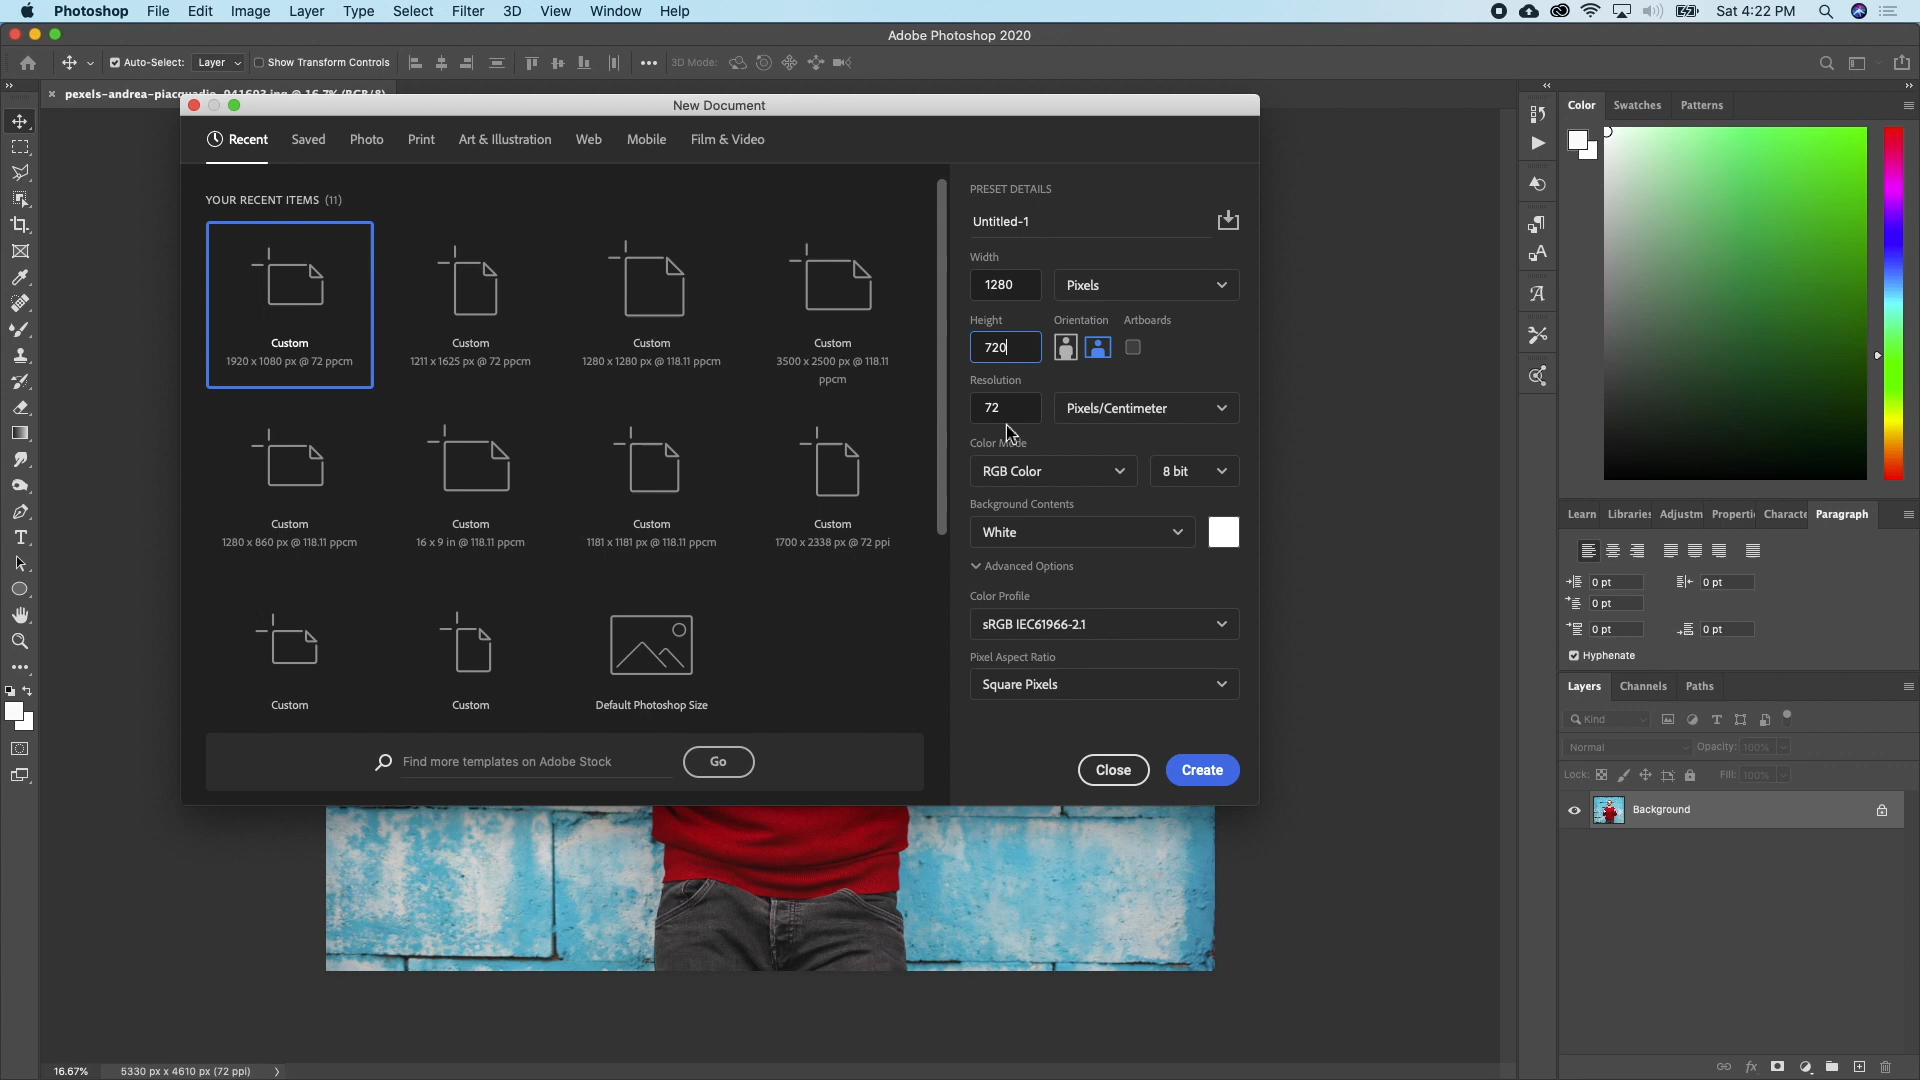 Photoshop File Edit Image Layer Type Select Filter 3D View Window Help Sat 4:22 PM
Adobe Photoshop 2020
Auto-Select: Layer Show Transform Controls 3D Mode:
New Document
Recent Saved Photo Print Art & Illustration Web Mobile Film & Video
YOUR RECENT ITEMS (11)
Custom
1920 x 1080 px @ 72 ppcm
Custom
1211 x 1625 px @ 72 ppcm
Custom
1280 x 1280 px @ 118.11 ppcm
Custom
3500 x 2500 px @ 118.11
ppcm
Custom
1280 x 860 px @ 118.11 ppcm
Custom
16 x 9 in @ 118.11 ppcm
Custom
1181 x 1181 px @ 118.11 ppcm
Custom
1700 x 2338 px @ 72 ppi
Custom
Custom
Default Photoshop Size
Find more templates on Adobe Stock Go
PRESET DETAILS
Untitled-1
Width
1280 Pixels
Height Orientation Artboards
720
Resolution
72 Pixels/Centimeter
Color Mode
RGB Color 8 bit
Background Contents
White
Advanced Options
Color Profile
sRGB IEC61966-2.1
Pixel Aspect Ratio
Square Pixels
Close Create
Color Swatches Patterns
Learn Libraries Adjustm Properti Characte Paragraph
0 pt 0 pt
0 pt
0 pt 0 pt
Hyphenate
Layers Channels Paths
Kind
Normal Opacity: 100%
Lock: Fill: 100%
Background
fx
16.67% 5330 px x 4610 px (72 ppi)